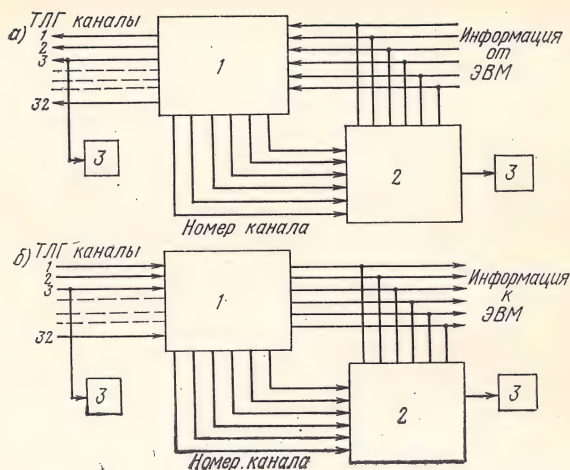 а) ТЛГ каналы
1
2
3
32
1
Информация
от
ЭВМ
2
3
3
Номер канала
б) ТЛГ каналы
1
2
3
32
1
Информация
к
ЭВМ
2
3
3
Номер канала